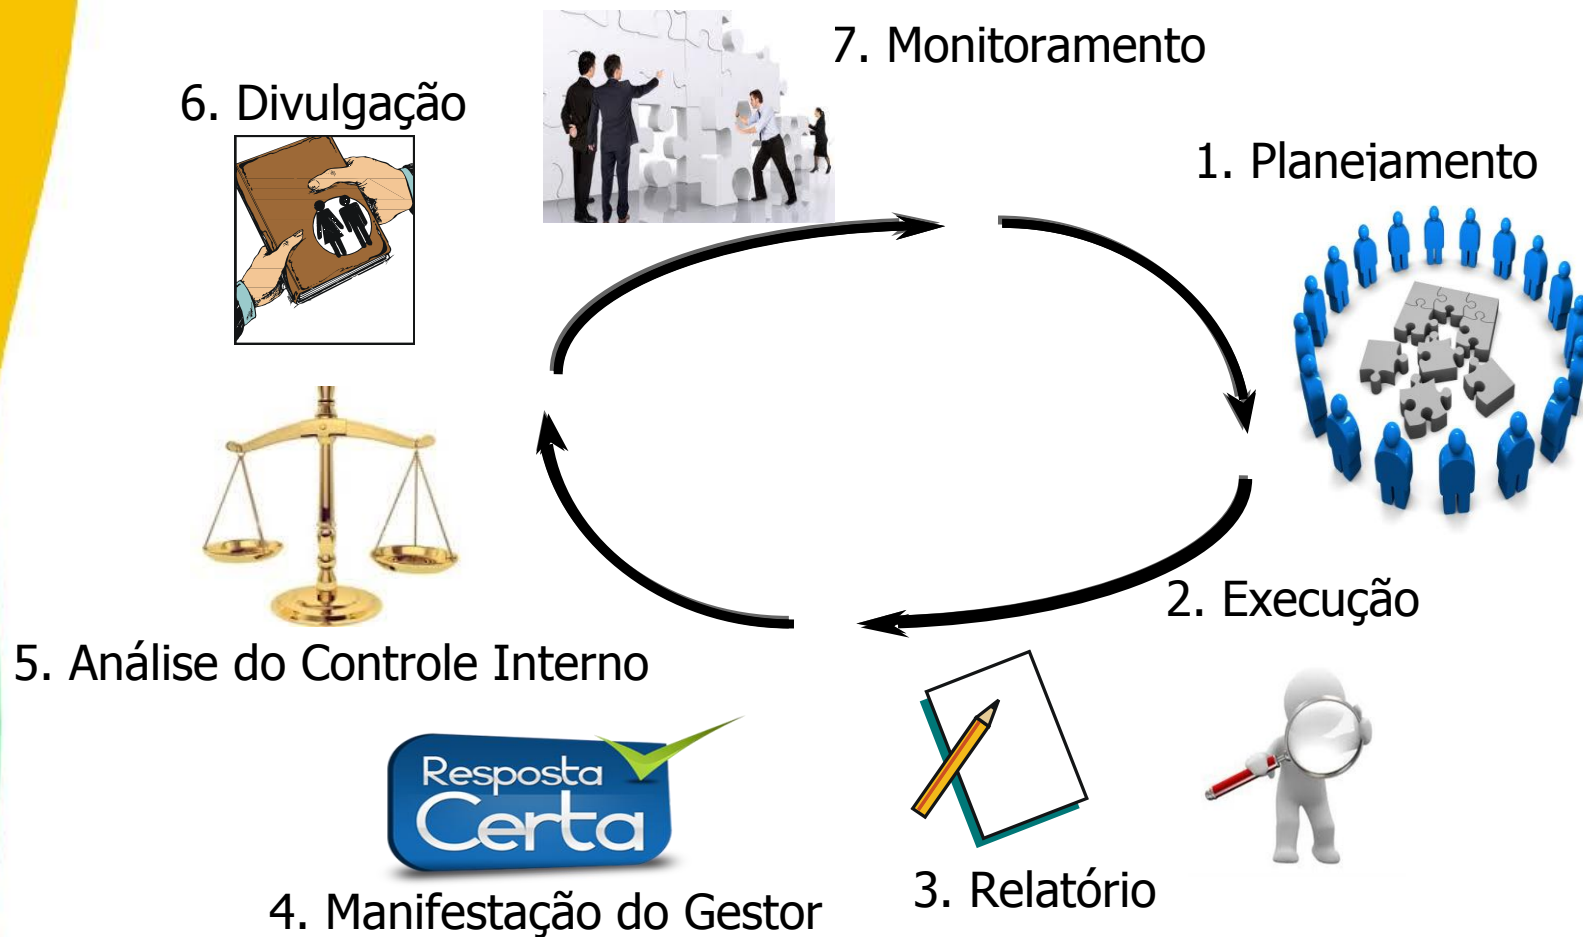 7. Monitoramento
6. Divulgação
1. Planejamento
2. Execução
5. Análise do Controle Interno
Resposta
Certa
3. Relatório
4. Manifestação do Gestor